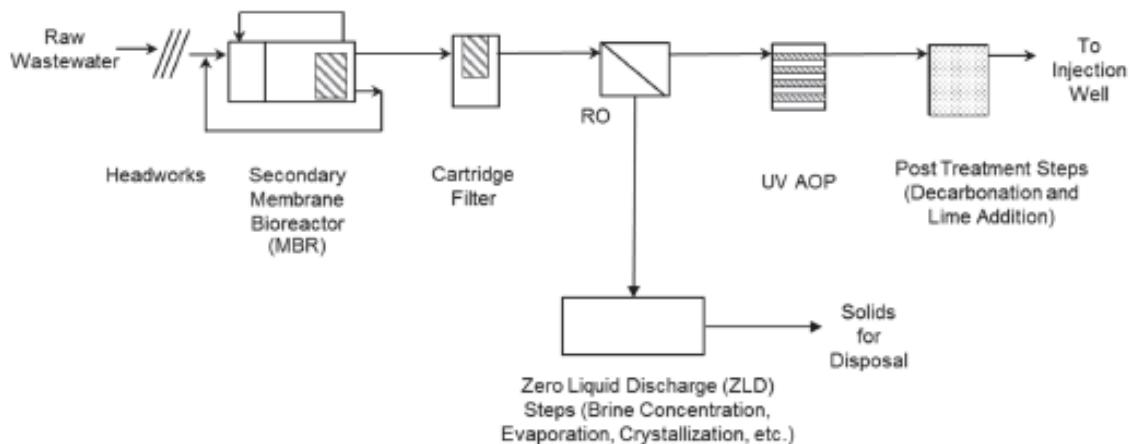 Raw
Wastewater
Headworks
Secondary
Membrane
Bioreactor
(MBR)
Cartridge
Filter
RO
UV AOP
Post Treatment Steps
(Decarbonation and
Lime Addition)
To
Injection
Well
Zero Liquid Discharge (ZLD)
Steps (Brine Concentration,
Evaporation, Crystallization, etc.)
Solids
for
Disposal